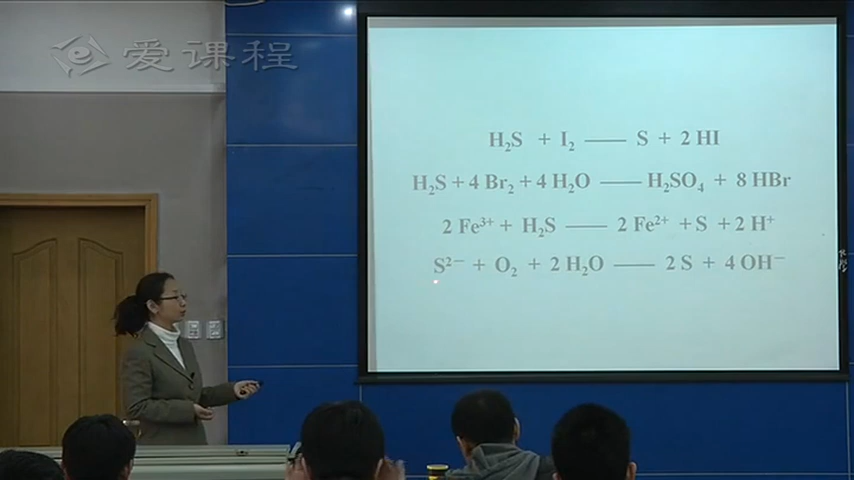 爱课程
H₂S + I₂ —— S + 2 HI
H₂S + 4 Br₂ + 4 H₂O —— H₂SO₄ + 8 HBr
2 Fe³⁺ + H₂S —— 2 Fe²⁺ + S + 2 H⁺
S²⁻ + O₂ + 2 H₂O —— 2 S + 4 OH⁻